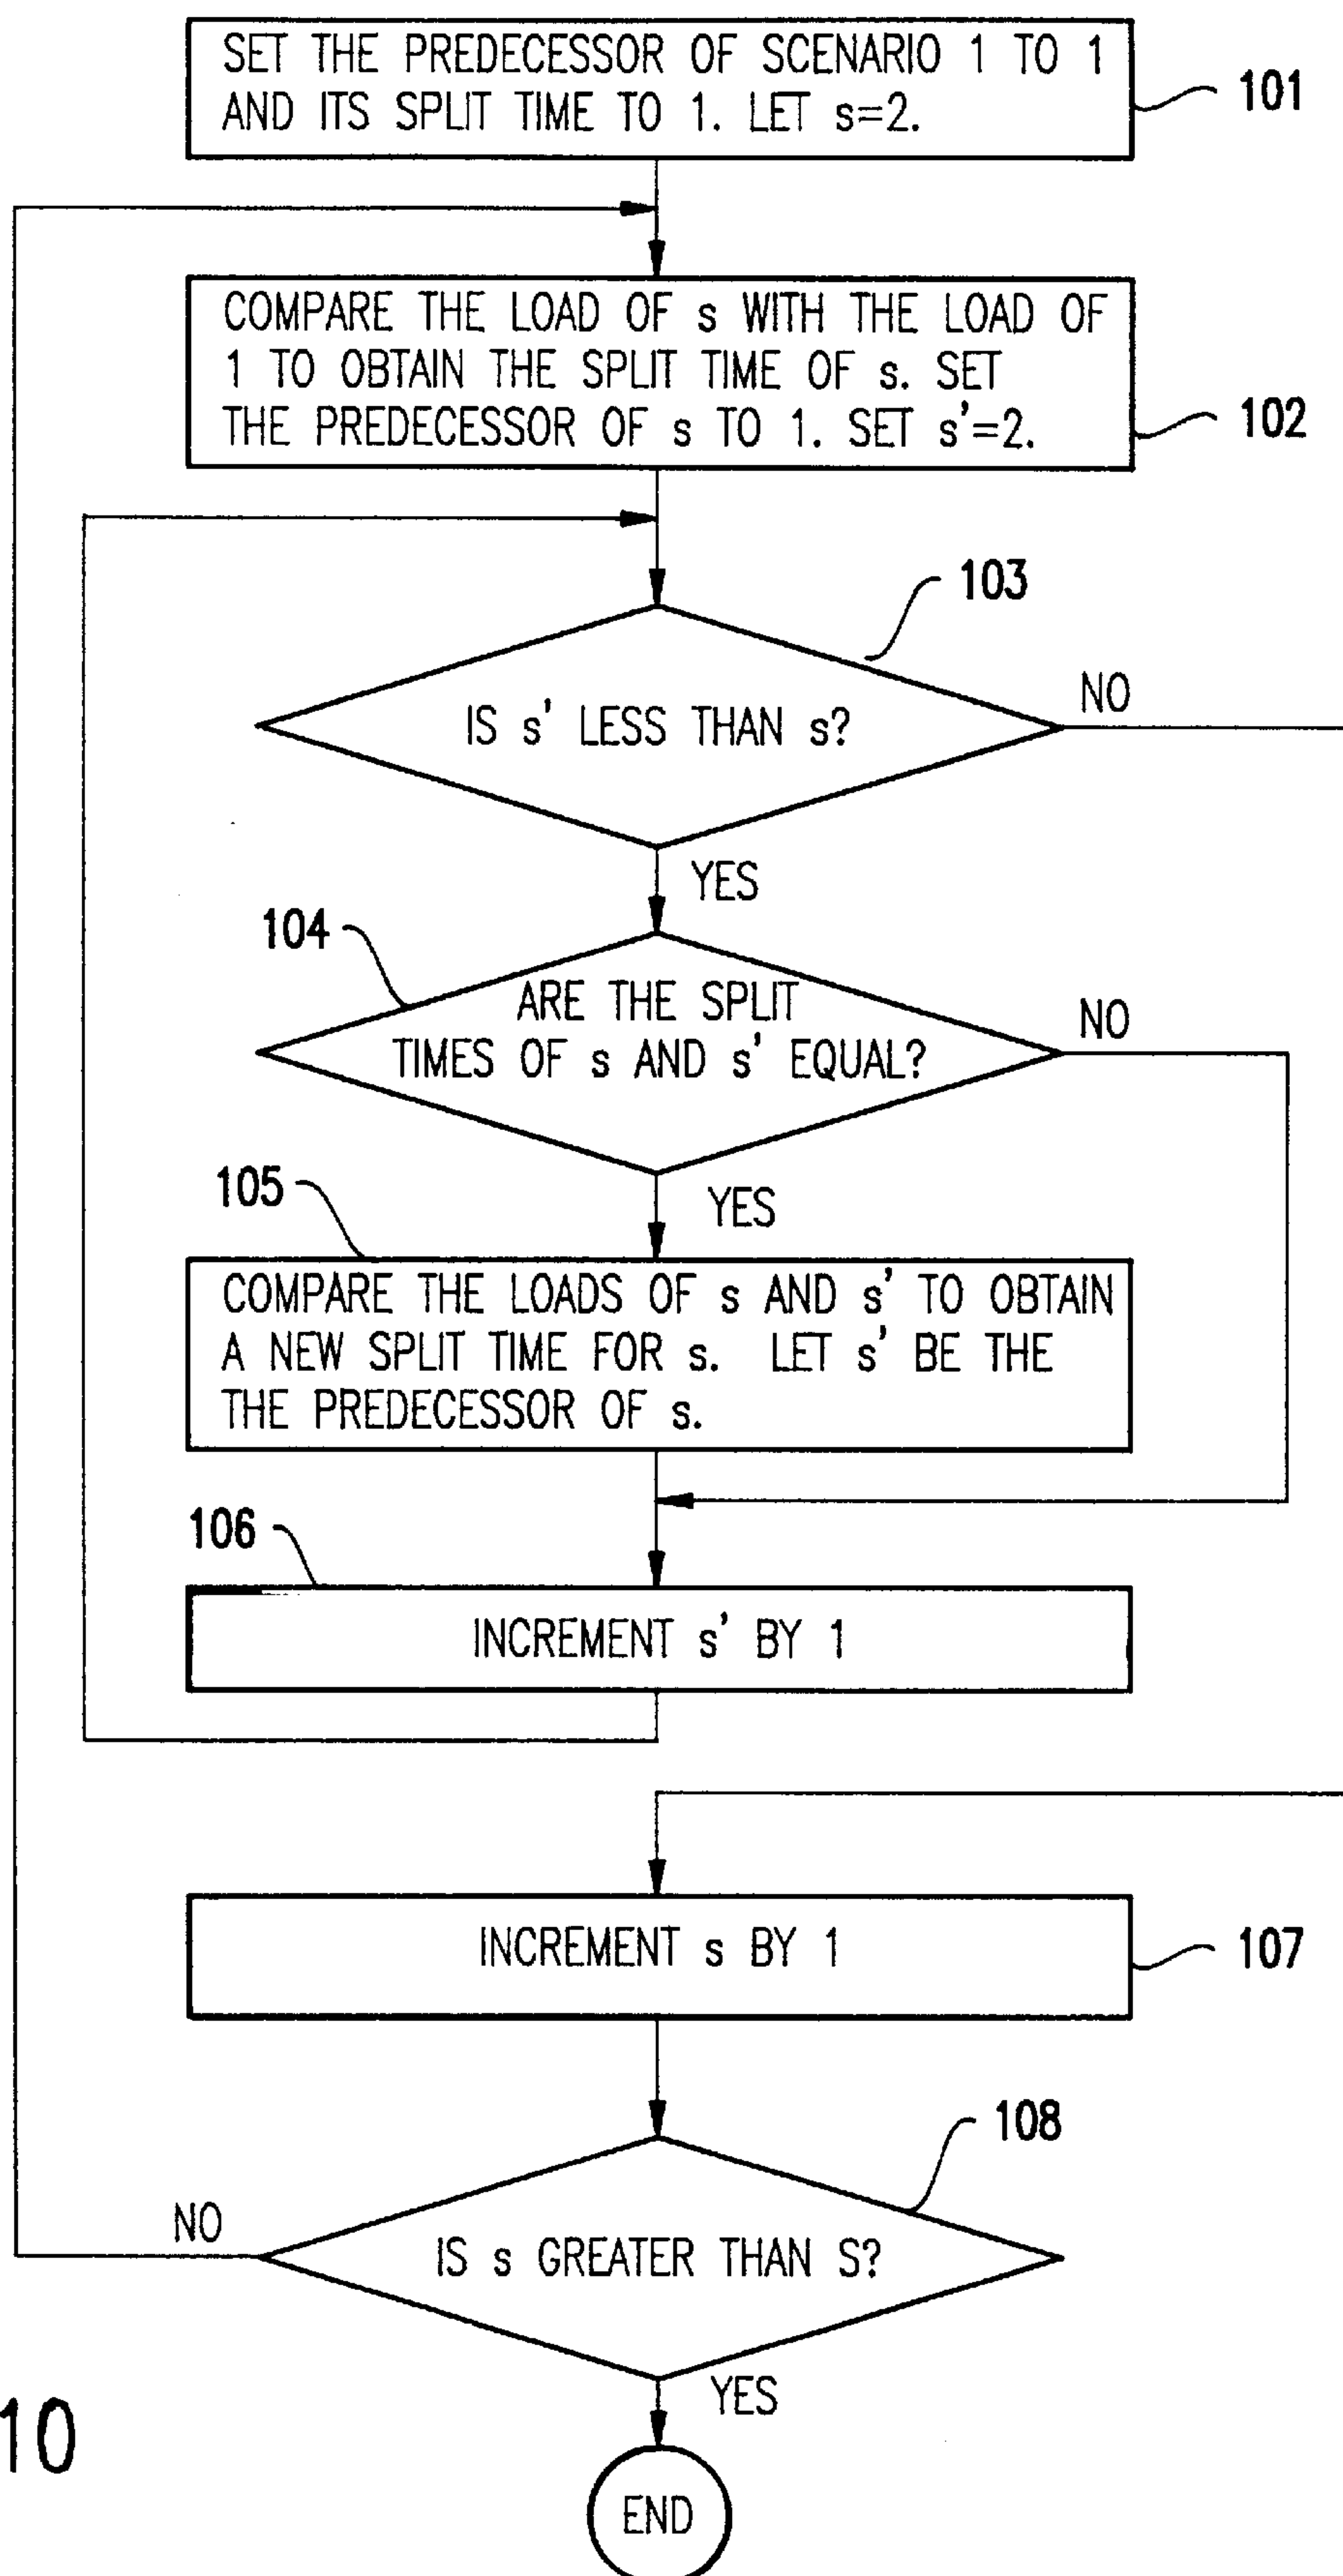 SET THE PREDECESSOR OF SCENARIO 1 TO 1
AND ITS SPLIT TIME TO 1. LET s=2.
101
COMPARE THE LOAD OF s WITH THE LOAD OF
1 TO OBTAIN THE SPLIT TIME OF s. SET
THE PREDECESSOR OF s TO 1. SET s'=2.
102
103
IS s' LESS THAN s?
NO
YES
104
ARE THE SPLIT
TIMES OF s AND s' EQUAL?
NO
YES
105
COMPARE THE LOADS OF s AND s' TO OBTAIN
A NEW SPLIT TIME FOR s. LET s' BE THE
THE PREDECESSOR OF s.
106
INCREMENT s' BY 1
INCREMENT s BY 1
107
108
IS s GREATER THAN S?
NO
YES
10
END